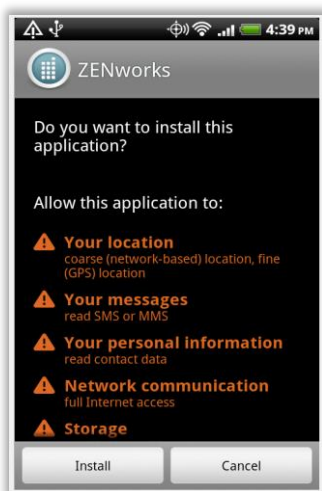 4:39 PM
ZENworks
Do you want to install this
application?
Allow this application to:
Your location
coarse (network-based) location, fine
(GPS) location
Your messages
read SMS or MMS
Your personal information
read contact data
Network communication
full Internet access
Storage
Install
Cancel